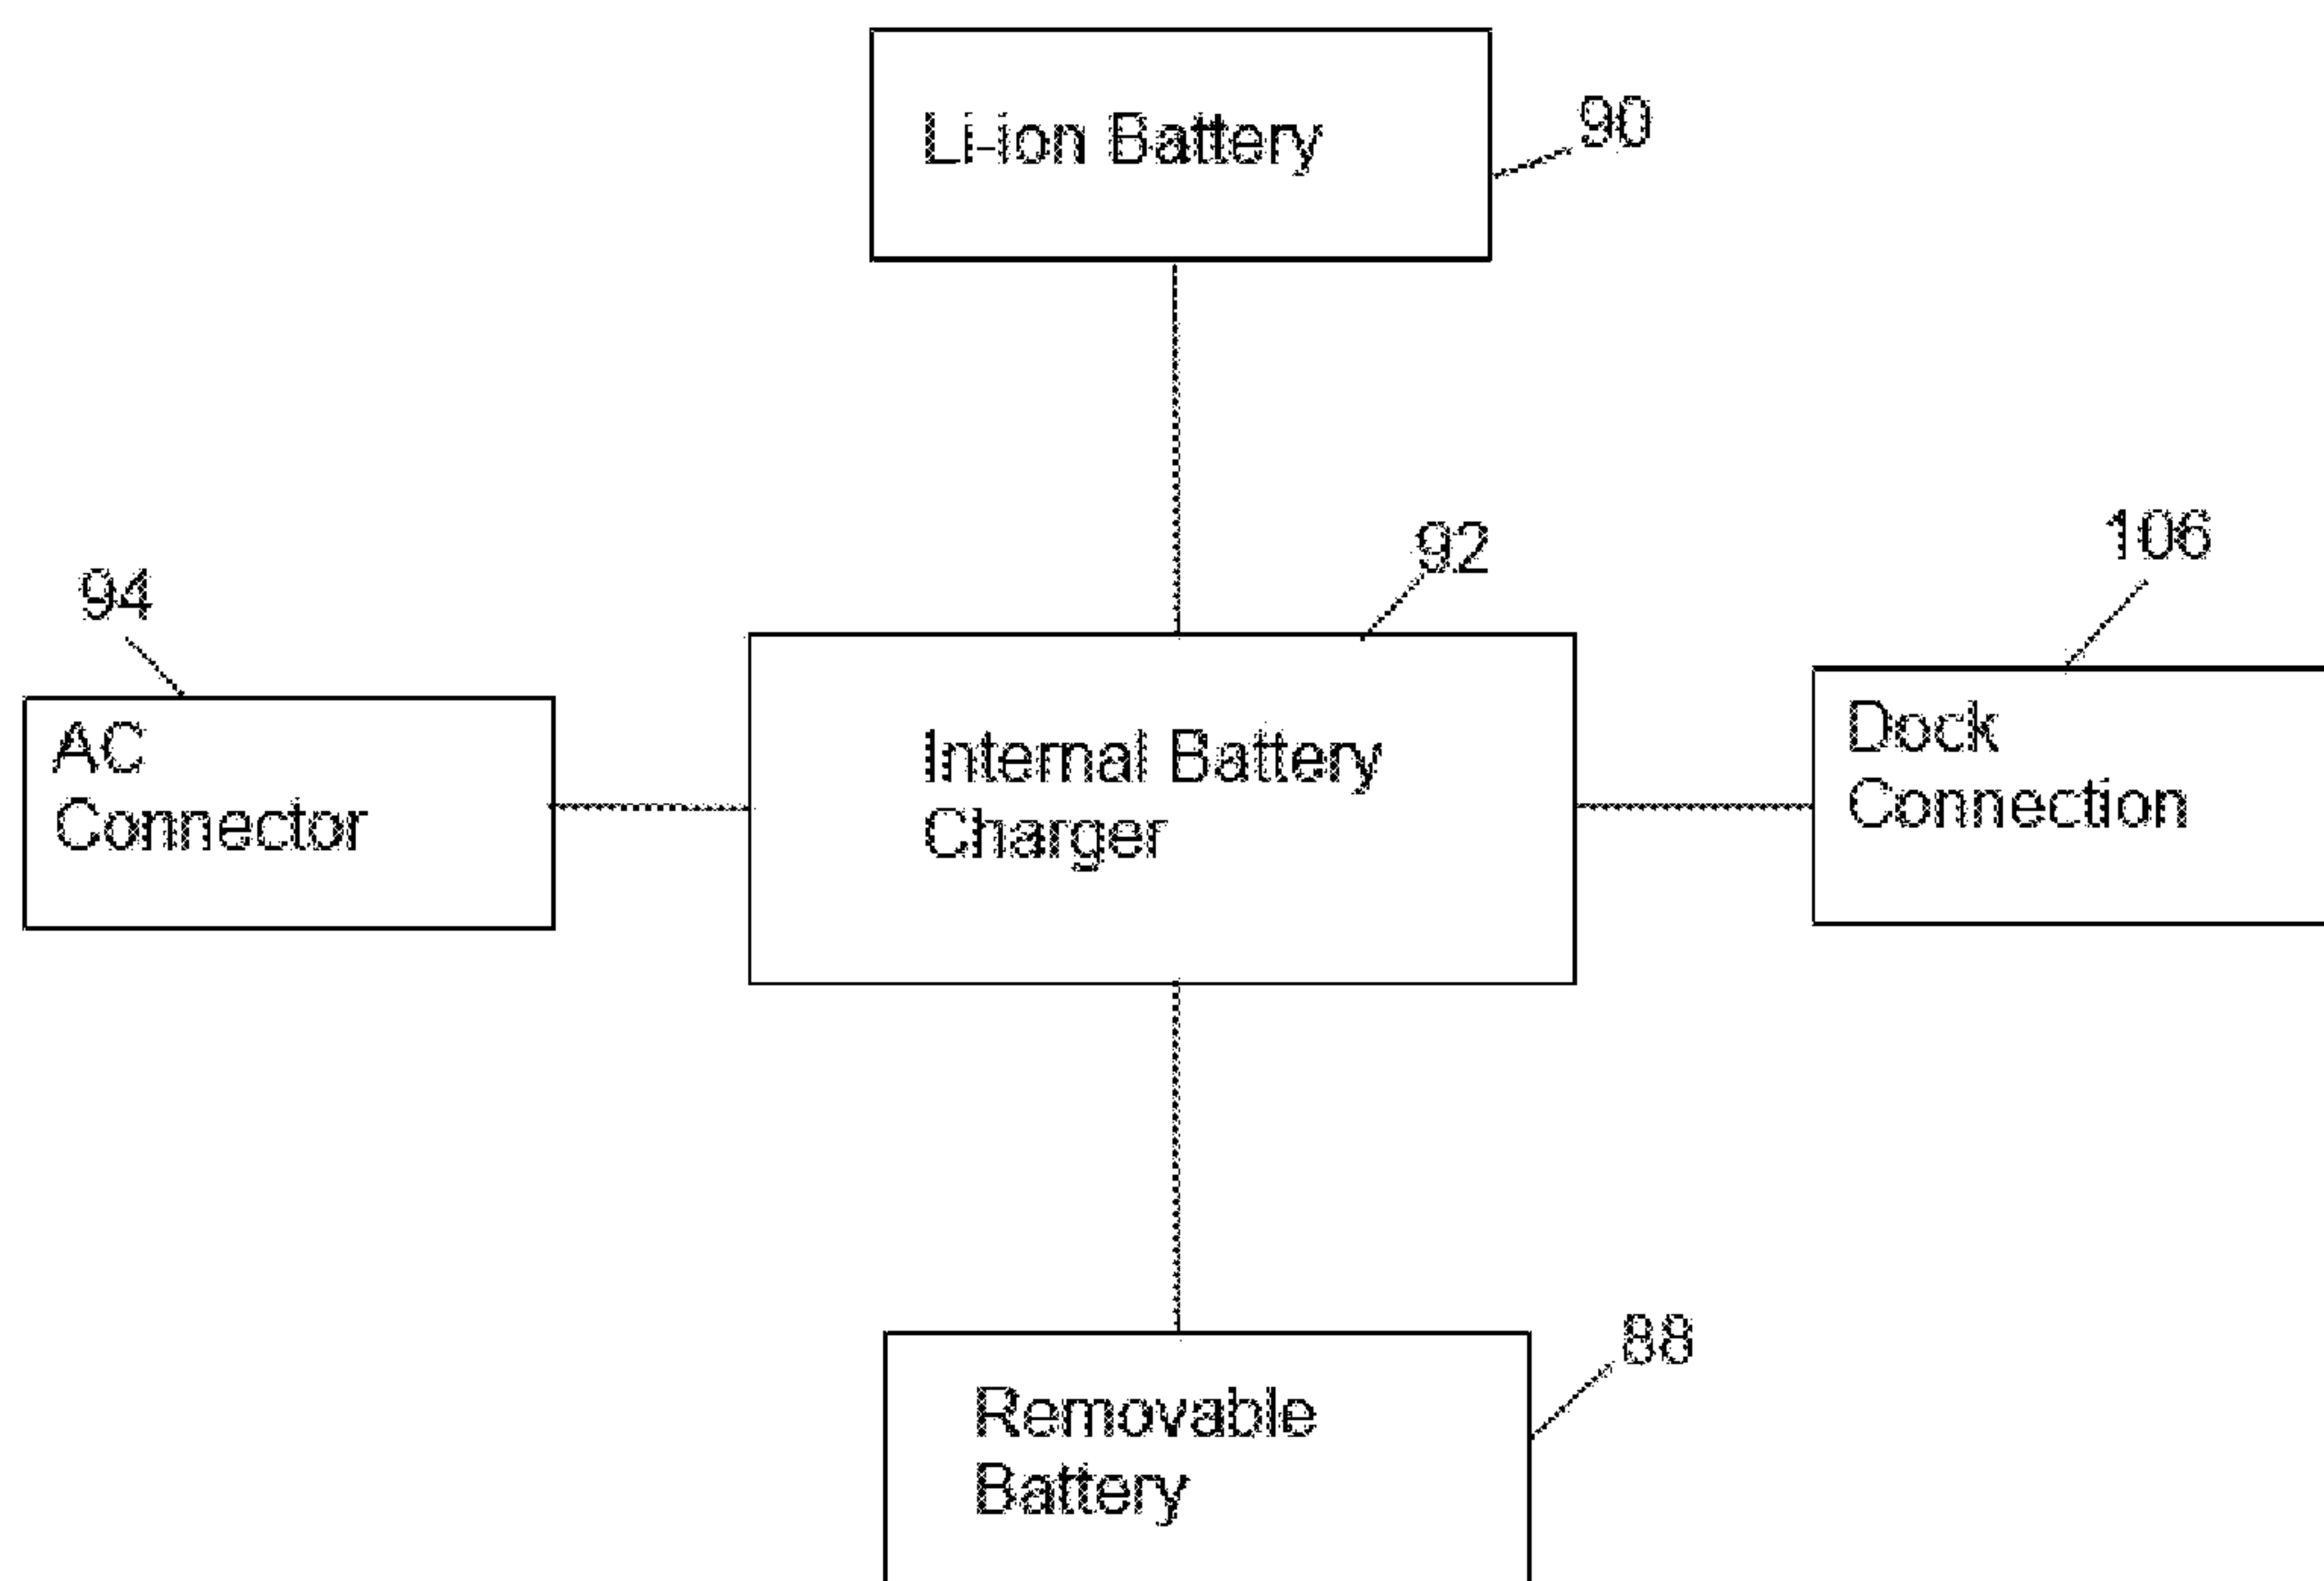 Li-ion Battery
90
94
92
106
AC
Connector
Internal Battery
Charger
Dock
Connection
88
Removable
Battery